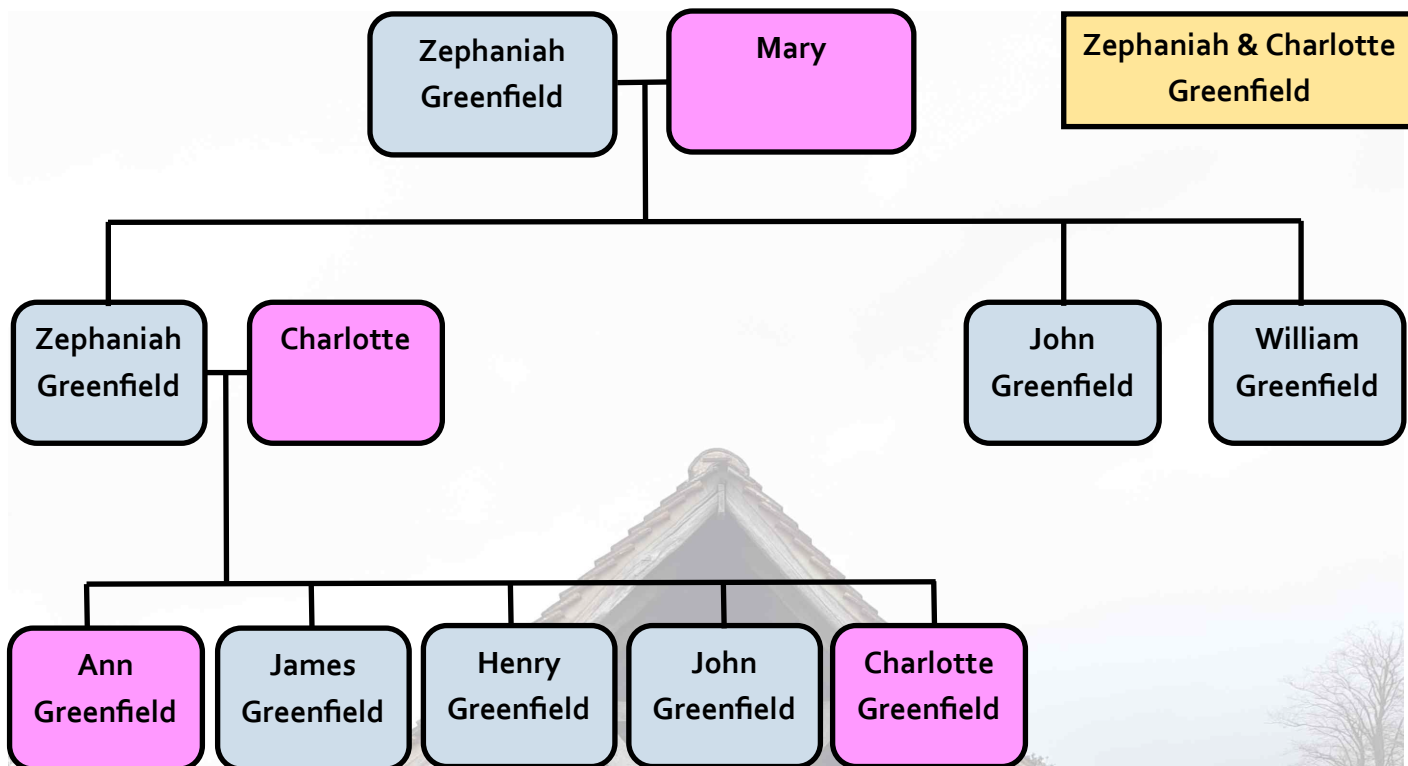 Zephaniah
Greenfield
Mary
Zephaniah & Charlotte
Greenfield
Zephaniah
Greenfield
Charlotte
John
Greenfield
William
Greenfield
Ann
Greenfield
James
Greenfield
Henry
Greenfield
John
Greenfield
Charlotte
Greenfield